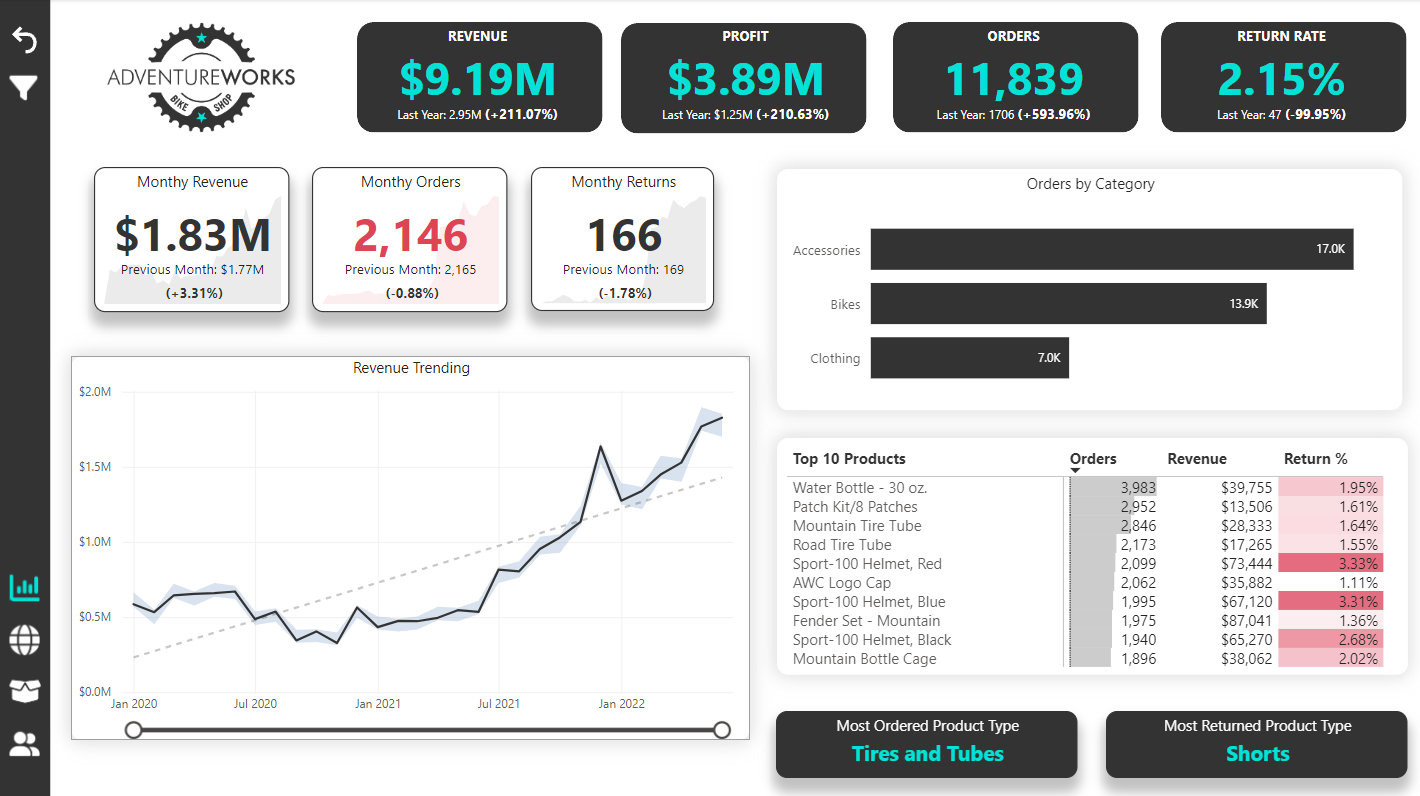 ADVENTUREWORKS
BIKE SHOP
REVENUE
$9.19M
Last Year: 2.95M (+211.07%)
PROFIT
$3.89M
Last Year: $1.25M (+210.63%)
ORDERS
11,839
Last Year: 1706 (+593.96%)
RETURN RATE
2.15%
Last Year: 47 (-99.95%)
Monthy Revenue
$1.83M
Previous Month: $1.77M
(+3.31%)
Monthy Orders
2,146
Previous Month: 2,165
(-0.88%)
Monthy Returns
166
Previous Month: 169
(-1.78%)
Orders by Category
Accessories 17.0K
Bikes 13.9K
Clothing 7.0K
Revenue Trending
$2.0M
$1.5M
$1.0M
$0.5M
$0.0M
Jan 2020 Jul 2020 Jan 2021 Jul 2021 Jan 2022
Top 10 Products Orders Revenue Return %
Water Bottle - 30 oz. 3,983 $39,755 1.95%
Patch Kit/8 Patches 2,952 $13,506 1.61%
Mountain Tire Tube 2,846 $28,333 1.64%
Road Tire Tube 2,173 $17,265 1.55%
Sport-100 Helmet, Red 2,099 $73,444 3.33%
AWC Logo Cap 2,062 $35,882 1.11%
Sport-100 Helmet, Blue 1,995 $67,120 3.31%
Fender Set - Mountain 1,975 $87,041 1.36%
Sport-100 Helmet, Black 1,940 $65,270 2.68%
Mountain Bottle Cage 1,896 $38,062 2.02%
Most Ordered Product Type
Tires and Tubes
Most Returned Product Type
Shorts